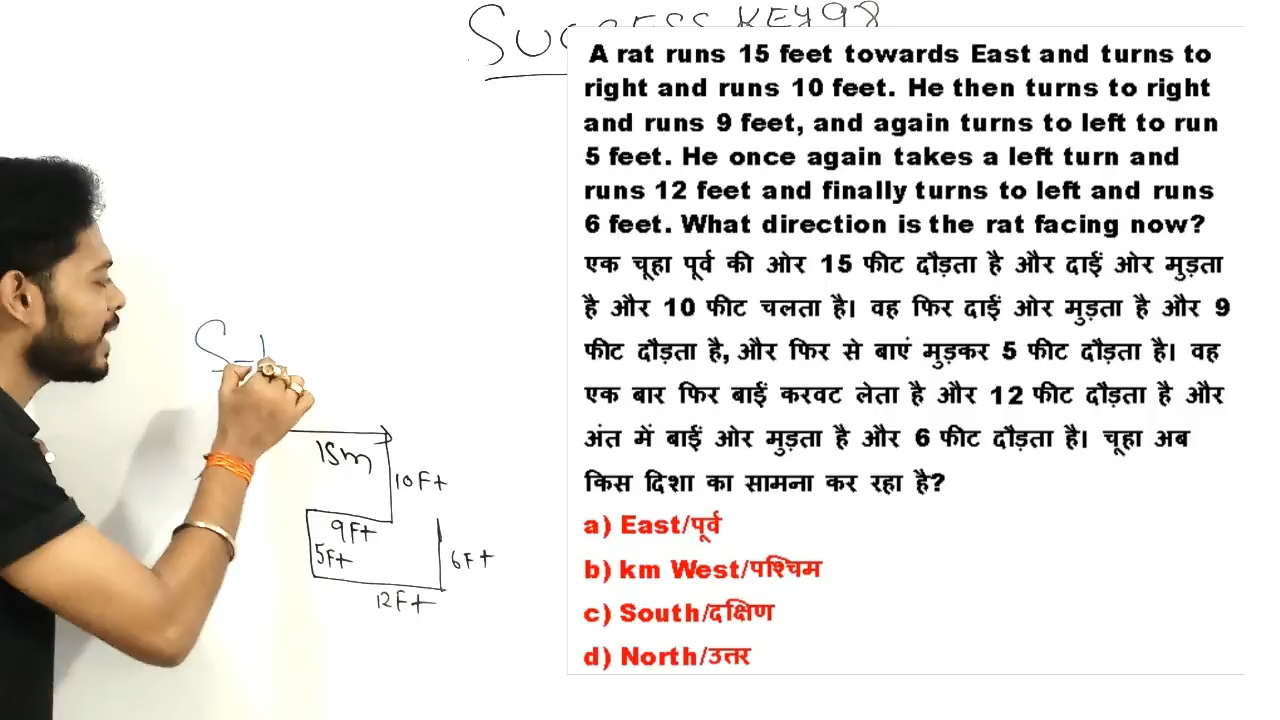 SUCCESS KEY98
A rat runs 15 feet towards East and turns to
right and runs 10 feet. He then turns to right
and runs 9 feet, and again turns to left to run
5 feet. He once again takes a left turn and
runs 12 feet and finally turns to left and runs
6 feet. What direction is the rat facing now?
एक चूहा पूर्व की ओर 15 फीट दौड़ता है और दाईं ओर मुड़ता
है और 10 फीट चलता है। वह फिर दाईं ओर मुड़ता है और 9
फीट दौड़ता है, और फिर से बाएं मुड़कर 5 फीट दौड़ता है। वह
एक बार फिर बाईं करवट लेता है और 12 फीट दौड़ता है और
अंत में बाईं ओर मुड़ता है और 6 फीट दौड़ता है। चूहा अब
किस दिशा का सामना कर रहा है?
a) East/पूर्व
b) km West/पश्चिम
c) South/दक्षिण
d) North/उत्तर
15m
10Ft
9Ft
5Ft
6Ft
12Ft